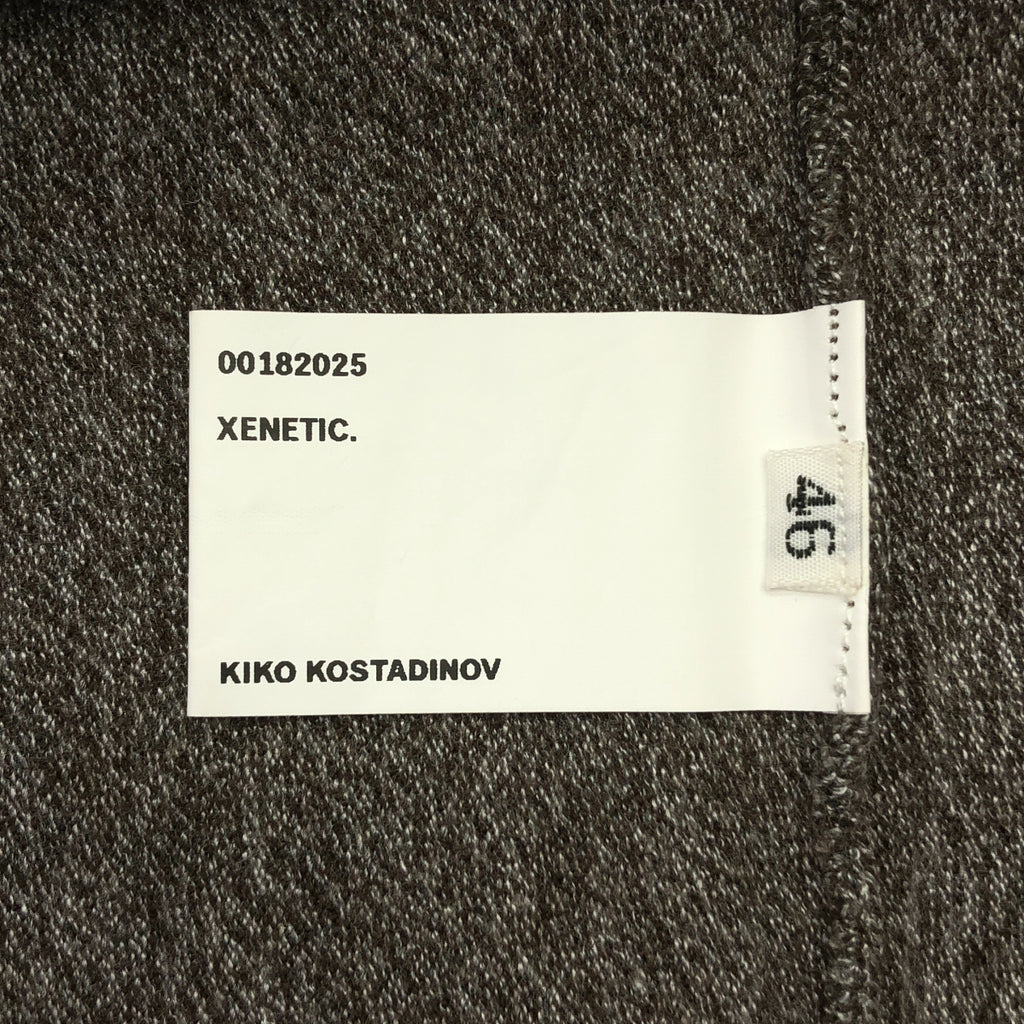 00182025
XENETIC.
46
KIKO KOSTADINOV